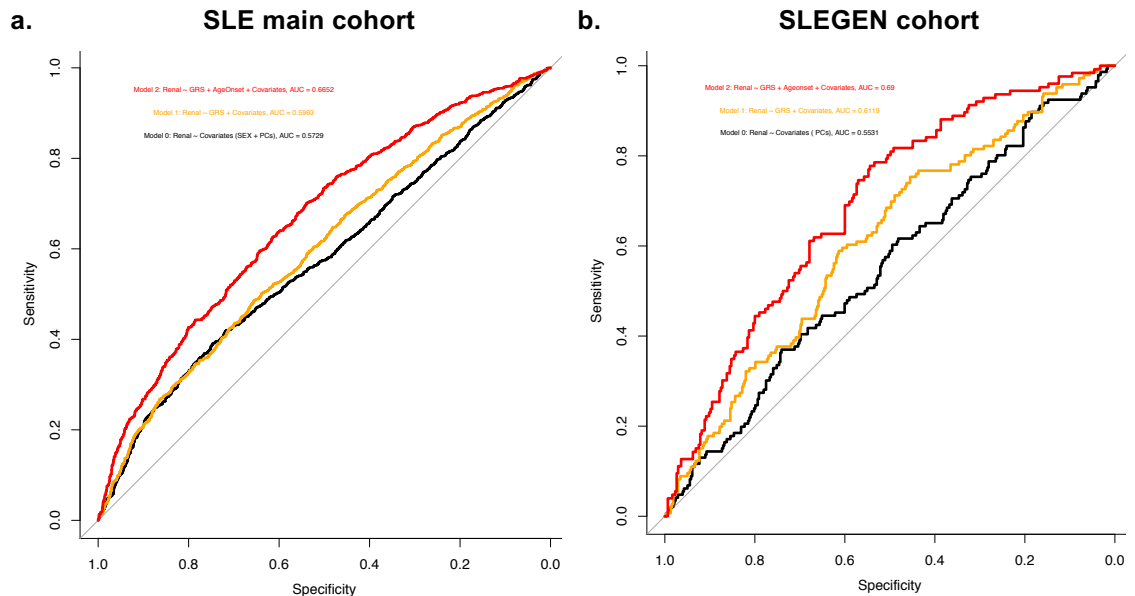 a. SLE main cohort
Model 2: Renal ~ GRS + AgeOnset + Covariates, AUC = 0.6652
Model 1: Renal ~ GRS + Covariates, AUC = 0.5963
Model 0: Renal ~ Covariates (SEX + PCs), AUC = 0.5729
Sensitivity
1.0
0.8
0.6
0.4
0.2
0.0
1.0 0.8 0.6 0.4 0.2 0.0
Specificity
b. SLEGEN cohort
Model 2: Renal ~ GRS + Ageonset + Covariates, AUC = 0.69
Model 1: Renal ~ GRS + Covariates, AUC = 0.6119
Model 0: Renal ~ Covariates ( PCs), AUC = 0.5531
Sensitivity
1.0
0.8
0.6
0.4
0.2
0.0
1.0 0.8 0.6 0.4 0.2 0.0
Specificity